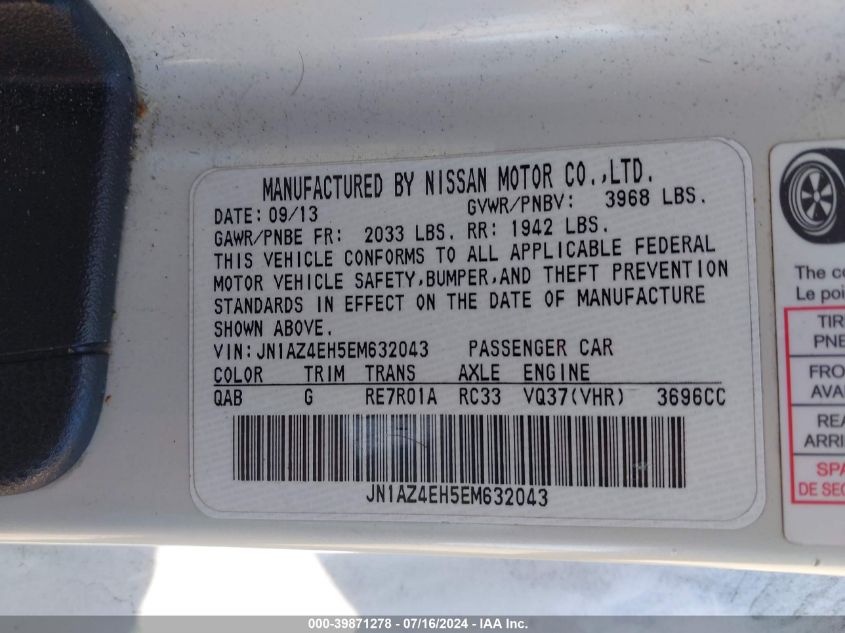 MANUFACTURED BY NISSAN MOTOR CO.,LTD.
DATE: 09/13 GVWR/PNBV: 3968 LBS.
GAWR/PNBE FR: 2033 LBS. RR: 1942 LBS.
THIS VEHICLE CONFORMS TO ALL APPLICABLE FEDERAL
MOTOR VEHICLE SAFETY,BUMPER,AND THEFT PREVENTION
STANDARDS IN EFFECT ON THE DATE OF MANUFACTURE
SHOWN ABOVE.
VIN:JN1AZ4EH5EM632043 PASSENGER CAR
COLOR TRIM TRANS AXLE ENGINE
QAB G RE7R01A RC33 VQ37(VHR) 3696CC
JN1AZ4EH5EM632043
The
Le
000-39871278 - 07/16/2024 - IAA Inc.